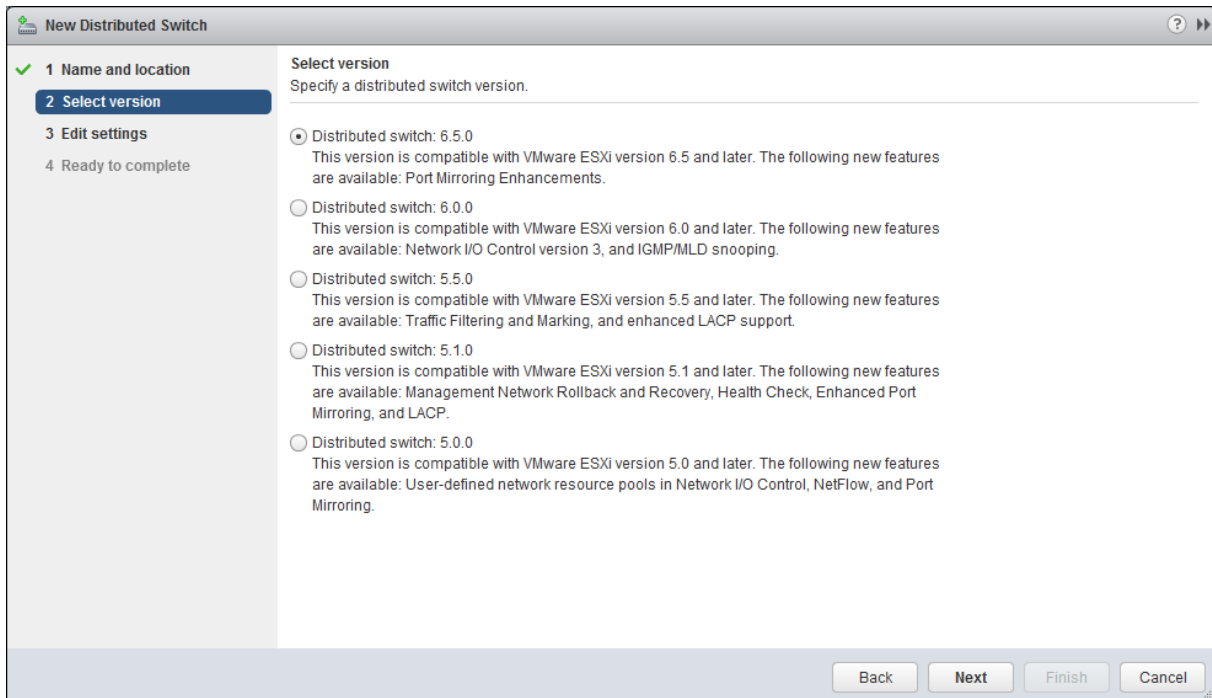 New Distributed Switch
?
1 Name and location
2 Select version
3 Edit settings
4 Ready to complete
Select version
Specify a distributed switch version.
Distributed switch: 6.5.0
This version is compatible with VMware ESXi version 6.5 and later. The following new features
are available: Port Mirroring Enhancements.
Distributed switch: 6.0.0
This version is compatible with VMware ESXi version 6.0 and later. The following new features
are available: Network I/O Control version 3, and IGMP/MLD snooping.
Distributed switch: 5.5.0
This version is compatible with VMware ESXi version 5.5 and later. The following new features
are available: Traffic Filtering and Marking, and enhanced LACP support.
Distributed switch: 5.1.0
This version is compatible with VMware ESXi version 5.1 and later. The following new features
are available: Management Network Rollback and Recovery, Health Check, Enhanced Port
Mirroring, and LACP.
Distributed switch: 5.0.0
This version is compatible with VMware ESXi version 5.0 and later. The following new features
are available: User-defined network resource pools in Network I/O Control, NetFlow, and Port
Mirroring.
Back Next Finish Cancel